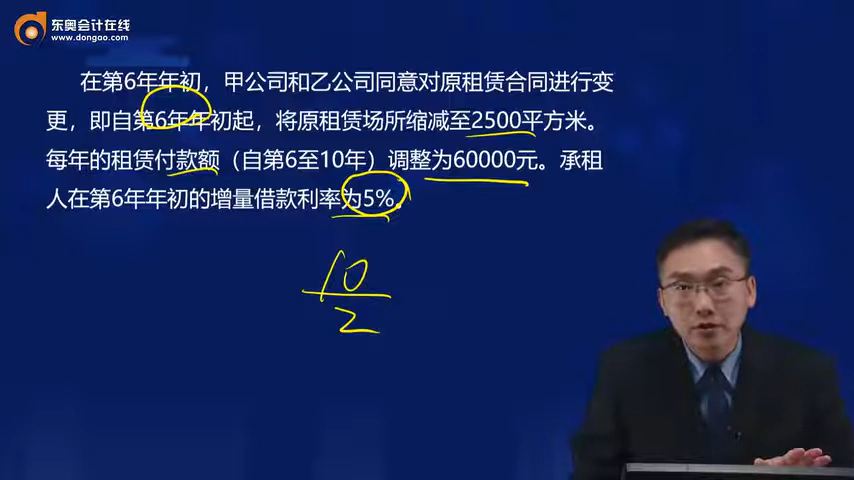 东奥会计在线
www.dongao.com
在第6年年初，甲公司和乙公司同意对原租赁合同进行变
更，即自第6年年初起，将原租赁场所缩减至2500平方米。
每年的租赁付款额（自第6至10年）调整为60000元。承租
人在第6年年初的增量借款利率为5%。
10
2